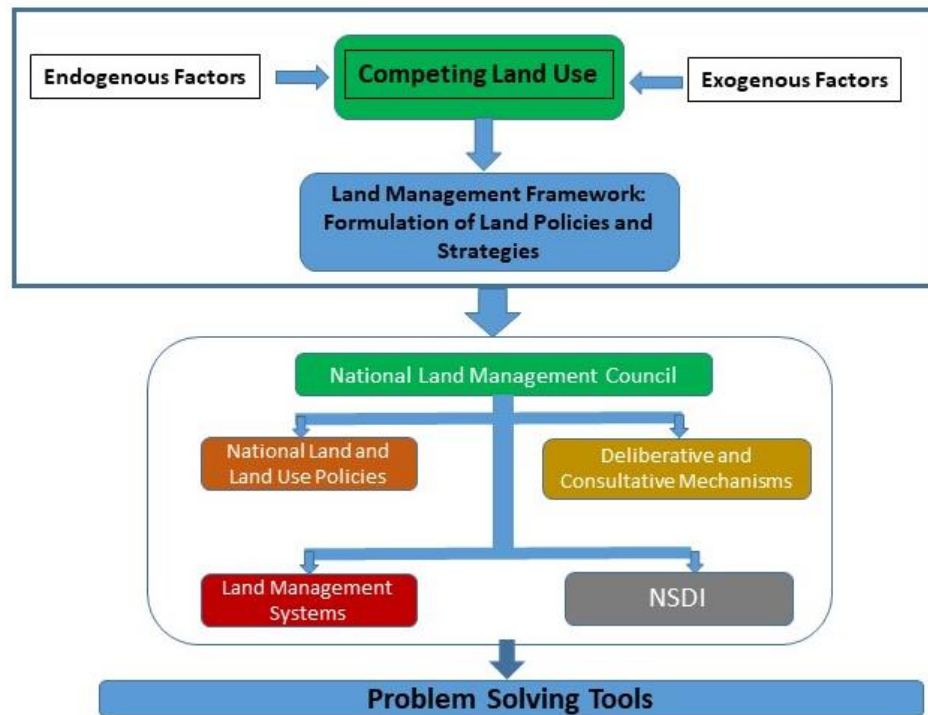 Endogenous Factors
Competing Land Use
Exogenous Factors
Land Management Framework:
Formulation of Land Policies and
Strategies
National Land Management Council
National Land and
Land Use Policies
Deliberative and
Consultative Mechanisms
Land Management
Systems
NSDI
Problem Solving Tools